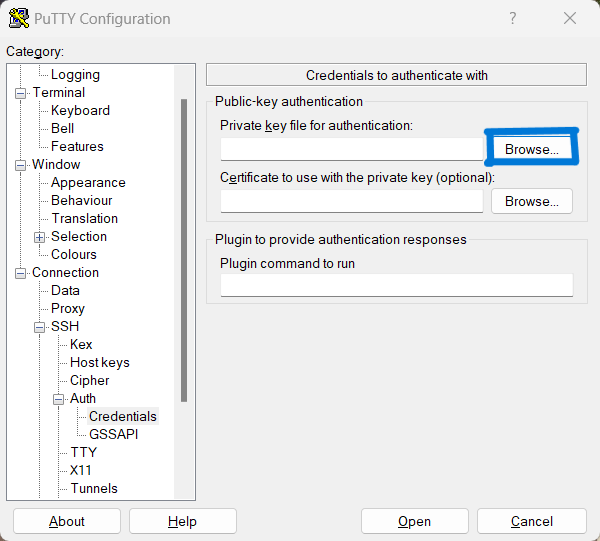 PuTTY Configuration
?
Category:
Logging
Terminal
Keyboard
Bell
Features
Window
Appearance
Behaviour
Translation
Selection
Colours
Connection
Data
Proxy
SSH
Kex
Host keys
Cipher
Auth
Credentials
GSSAPI
TTY
X11
Tunnels
Credentials to authenticate with
Public-key authentication
Private key file for authentication:
Browse...
Certificate to use with the private key (optional):
Browse...
Plugin to provide authentication responses
Plugin command to run
About
Help
Open
Cancel